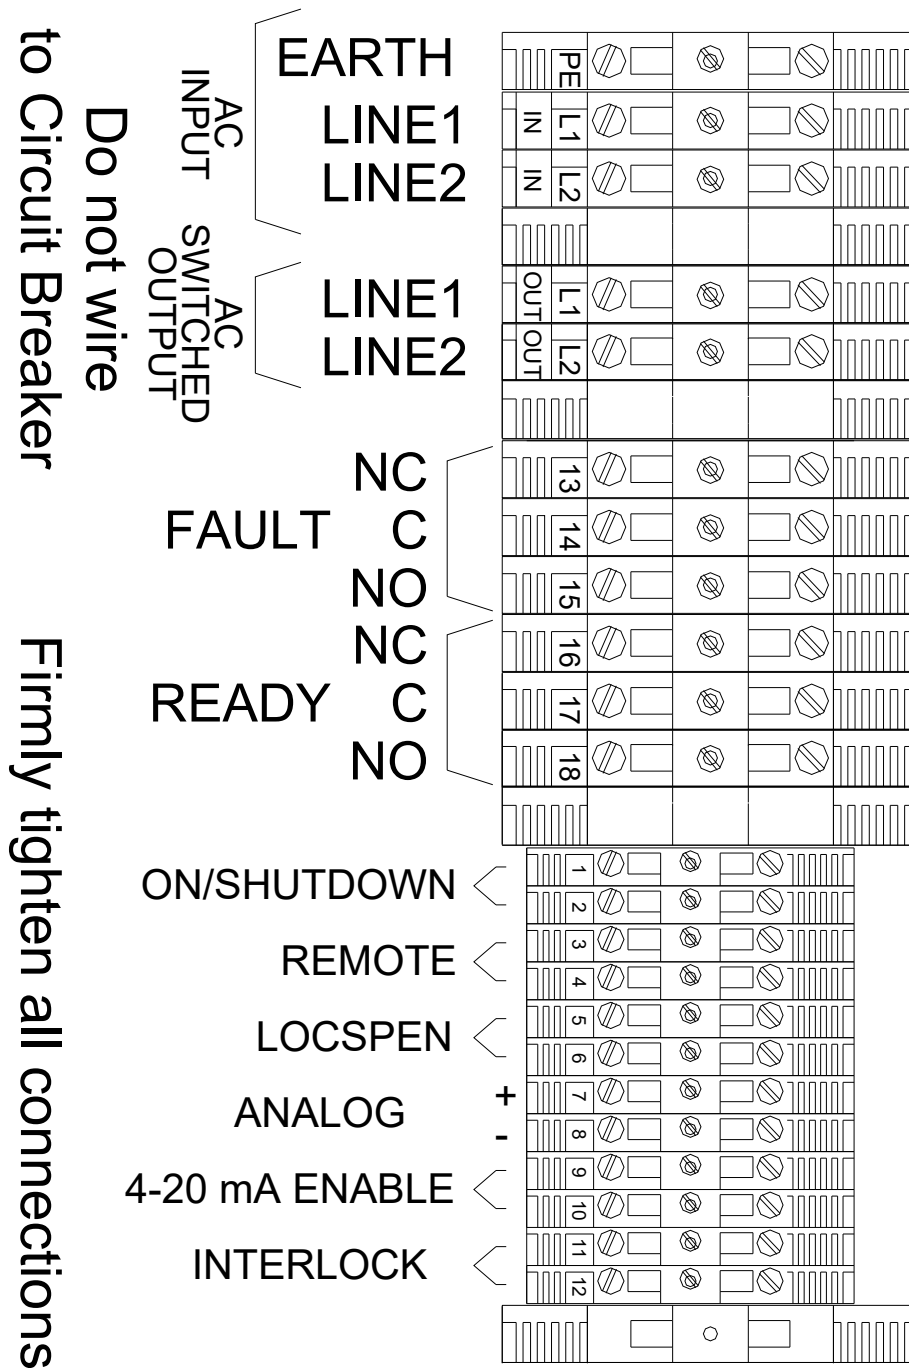 EARTH
LINE1
LINE2
AC
INPUT
PE
L1
IN
L2
IN
LINE1
LINE2
AC
SWITCHED
OUTPUT
L1
OUT
L2
OUT
Do not wire
to Circuit Breaker
FAULT
NC
C
NO
13
14
15
READY
NC
C
NO
16
17
18
ON/SHUTDOWN
1
2
REMOTE
3
4
LOCSPEN
5
6
ANALOG
+ 7
- 8
4-20 mA ENABLE
9
10
INTERLOCK
11
12
Firmly tighten all connections